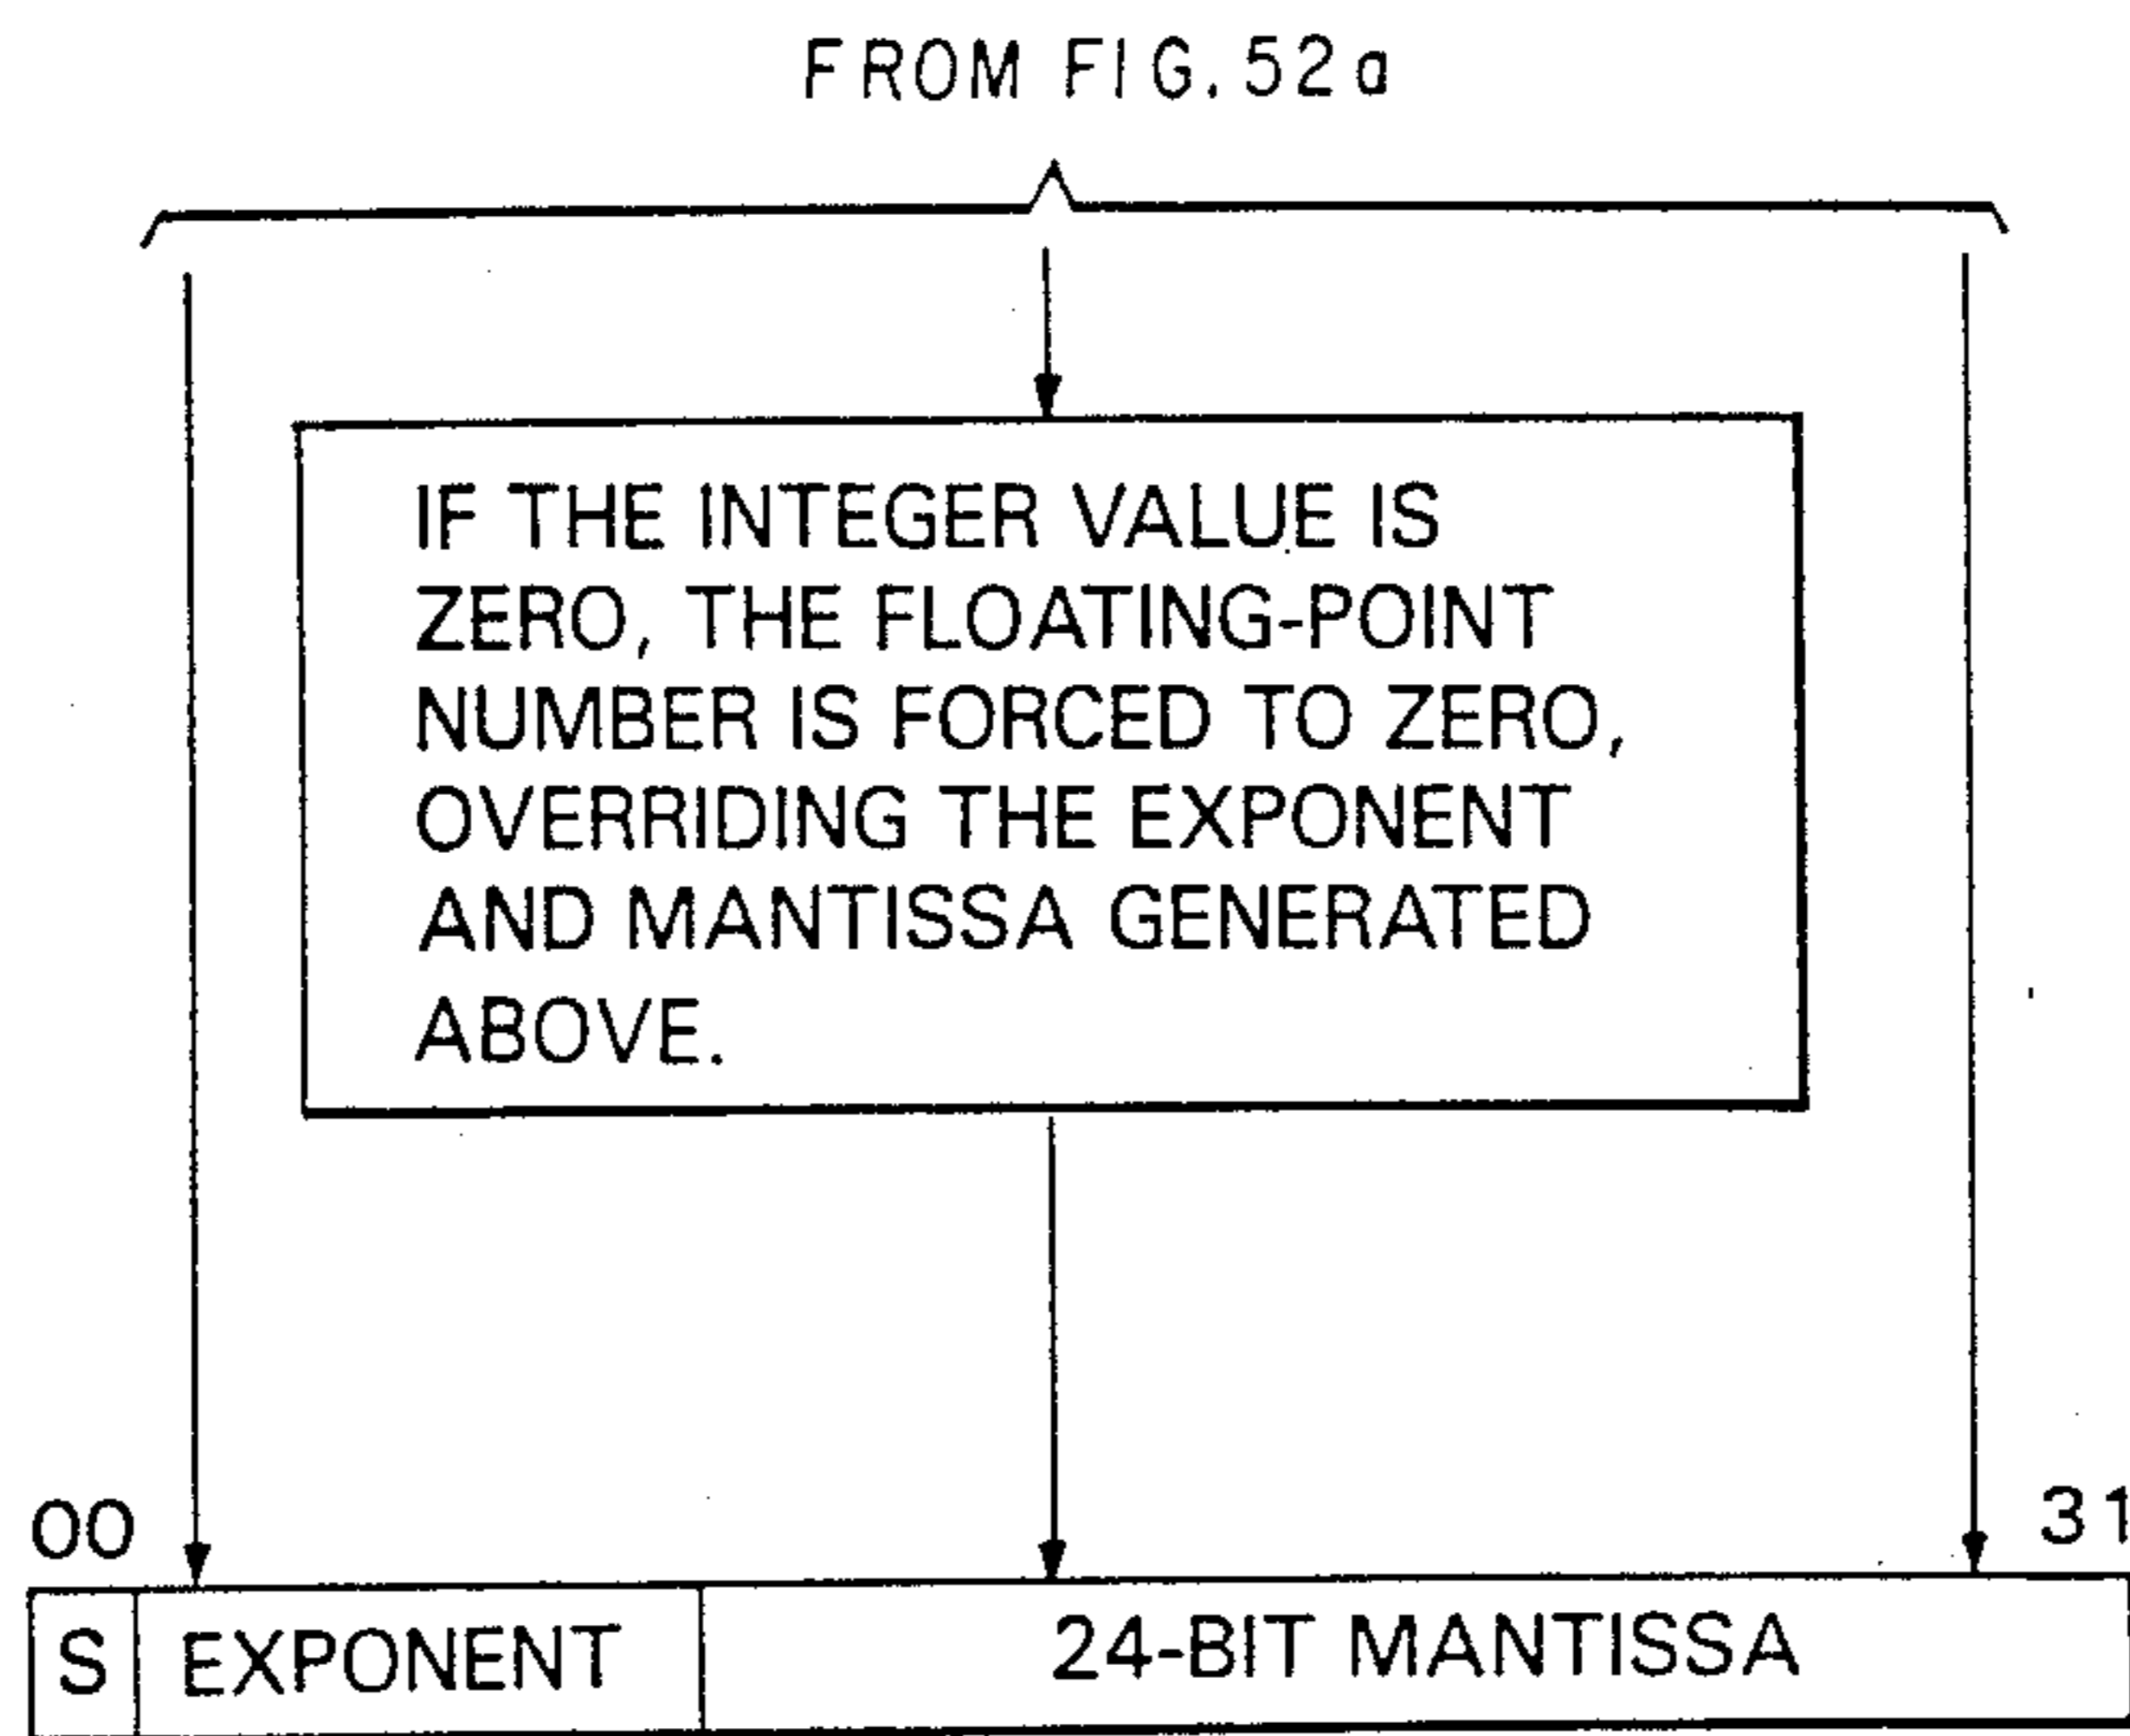 FROM FIG. 52a
IF THE INTEGER VALUE IS
ZERO, THE FLOATING-POINT
NUMBER IS FORCED TO ZERO,
OVERRIDING THE EXPONENT
AND MANTISSA GENERATED
ABOVE.
00 31
S EXPONENT 24-BIT MANTISSA